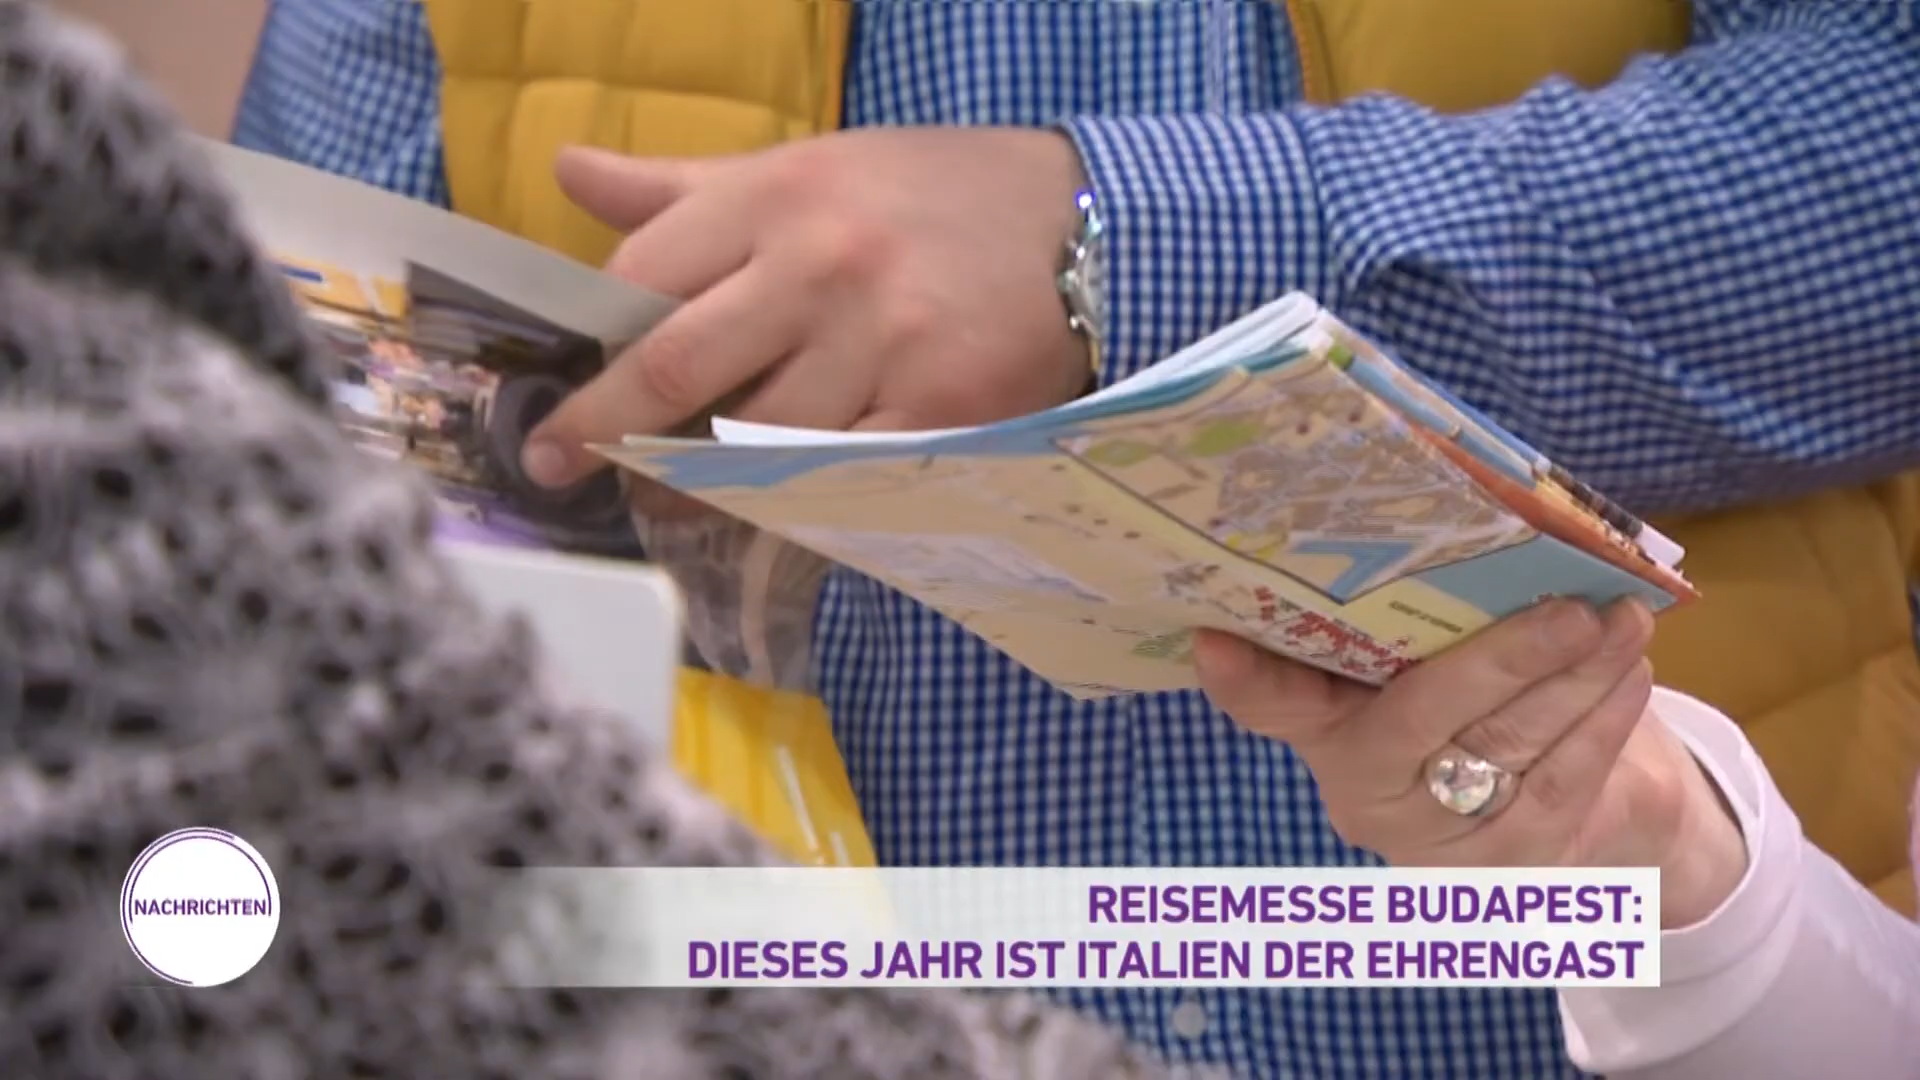 NACHRICHTEN
REISEMESSE BUDAPEST:
DIESES JAHR IST ITALIEN DER EHRENGAST